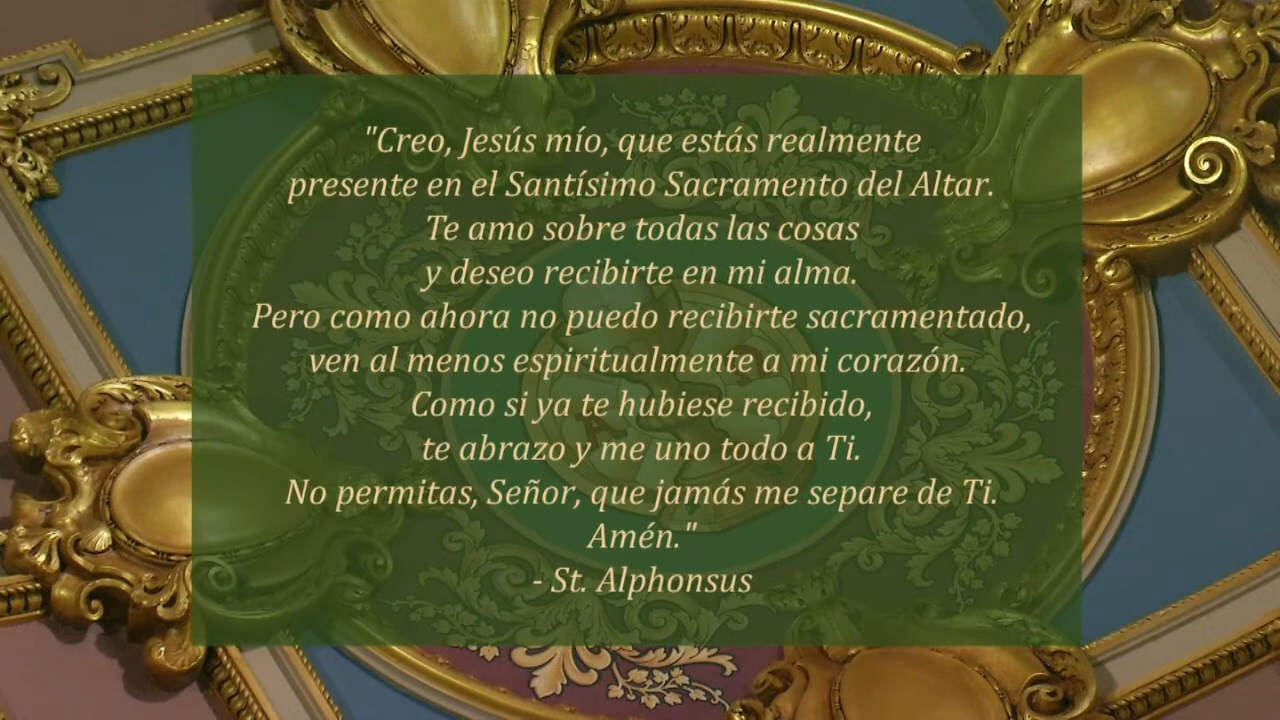 "Creo, Jesús mío, que estás realmente
presente en el Santísimo Sacramento del Altar.
Te amo sobre todas las cosas
y deseo recibirte en mi alma.
Pero como ahora no puedo recibirte sacramentado,
ven al menos espiritualmente a mi corazón.
Como si ya te hubiese recibido,
te abrazo y me uno todo a Ti.
No permitas, Señor, que jamás me separe de Ti.
Amén."
- St. Alphonsus